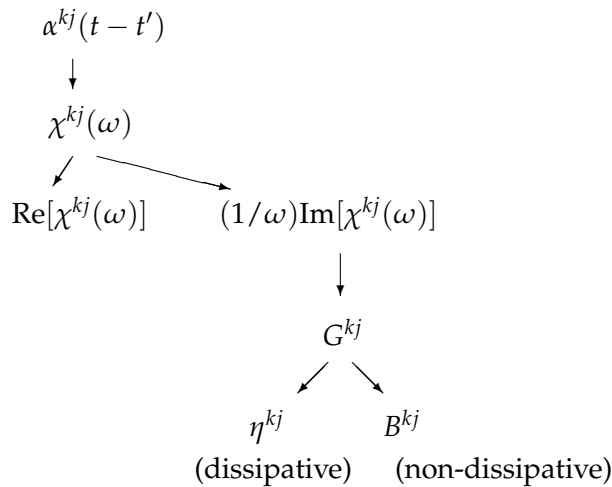 α^{kj}(t − t′)
χ^{kj}(ω)
Re[χ^{kj}(ω)] (1/ω)Im[χ^{kj}(ω)]
G^{kj}
η^{kj} B^{kj}
(dissipative) (non-dissipative)